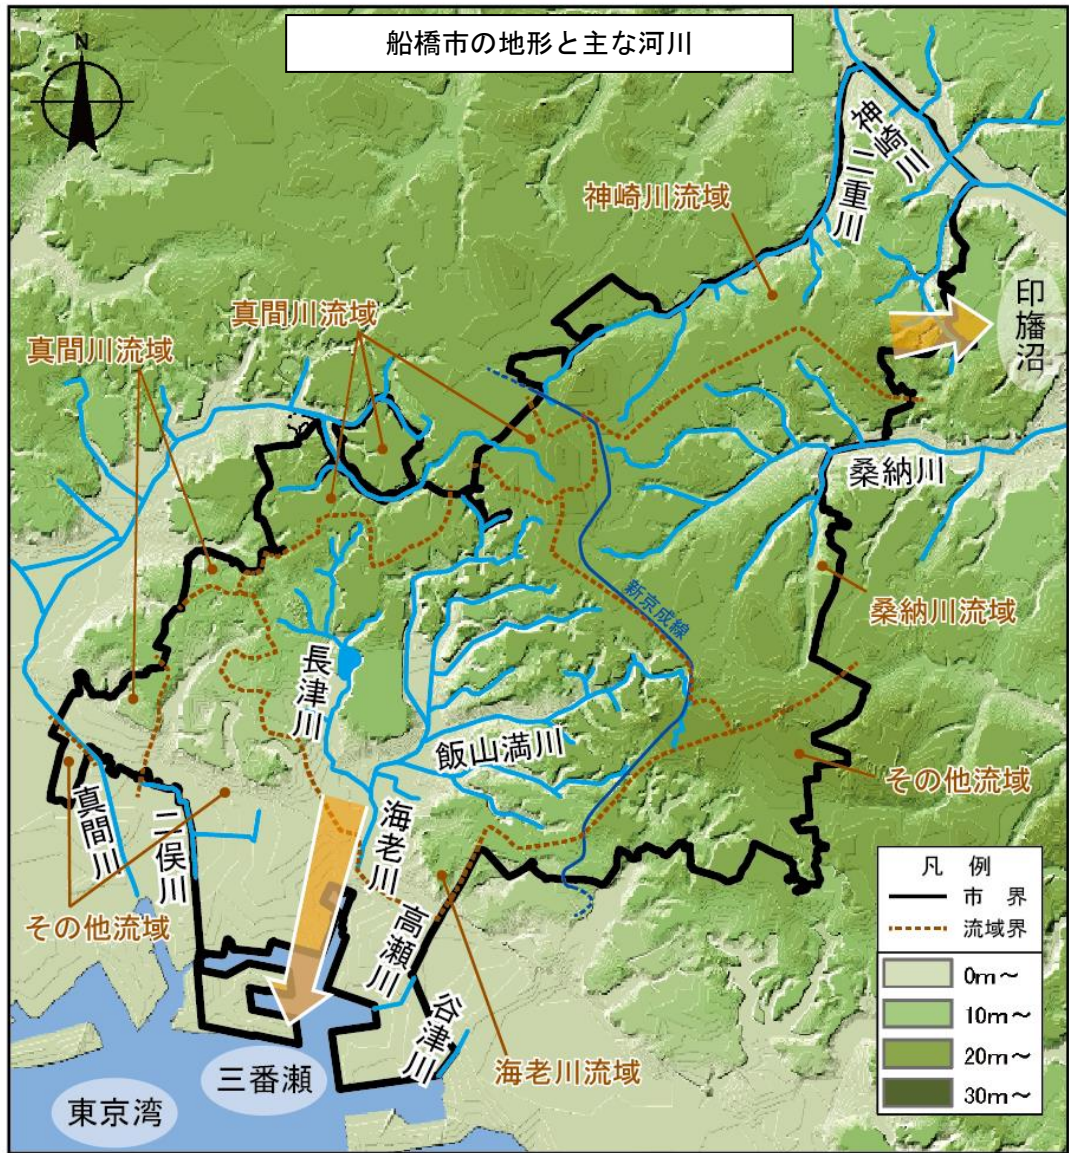 船橋市の地形と主な河川
N
神崎川
二重川
神崎川流域
印旛沼
真間川流域
真間川流域
桑納川
新京成線
桑納川流域
長津川
飯山満川
その他流域
真間川
二俣川
海老川
その他流域
高瀬川
谷津川
海老川流域
三番瀬
東京湾
凡 例
市 界
流域界
0m～
10m～
20m～
30m～